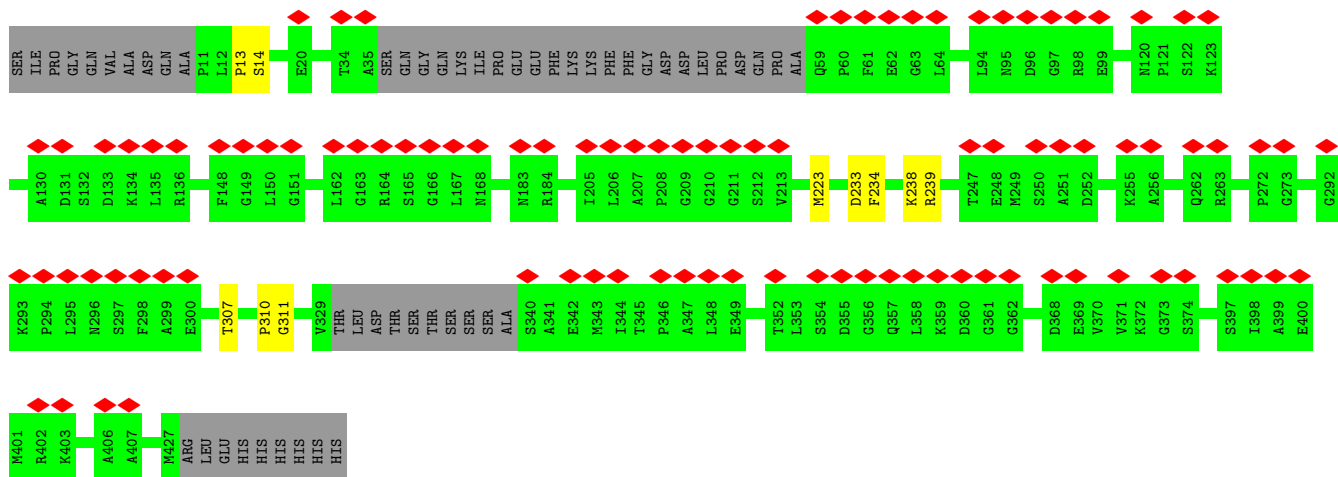 SER ILE PRO GLY GLN VAL ALA ASP GLN ALA P11 L12 P13 S14 E20 T34 A35 SER GLN GLY GLN LYS ILE PRO GLU GLU PHE LYS LYS PHE PHE GLY ASP ASP LEU PRO ASP GLN PRO ALA Q59 P60 F61 E62 G63 L64 L94 N95 D96 G97 R98 E99 N120 P121 S122 K123
A130 D131 S132 D133 K134 L135 R136 F148 G149 L150 G151 L162 G163 R164 S165 G166 L167 N168 N183 R184 I205 L206 A207 P208 G209 G210 G211 S212 V213 M223 D233 F234 K238 R239 T247 E248 M249 S250 A251 D252 K255 A256 Q262 R263 P272 G273 G292
K293 P294 L295 N296 S297 F298 A299 E300 T307 P310 G311 V329 THR LEU ASP THR SER THR SER SER SER ALA S340 A341 E342 M343 I344 T345 P346 A347 L348 E349 T352 L353 S354 D355 G356 Q357 L358 K359 D360 G361 G362 D368 E369 V370 V371 K372 G373 S374 S397 I398 A399 E400
M401 R402 K403 A406 A407 M427 ARG LEU GLU HIS HIS HIS HIS HIS HIS